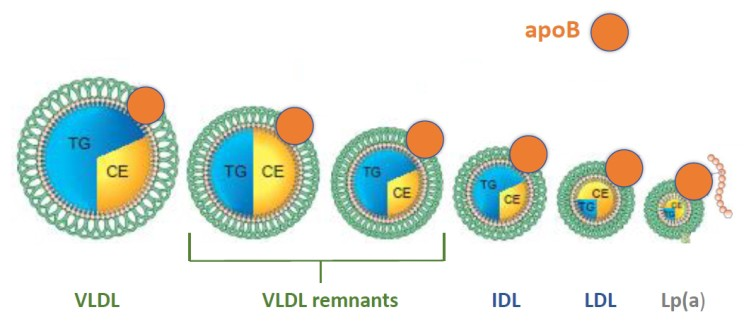 apoB
TG
CE
TG CE
TG
CE
TG
CE
CE
TG
CE
VLDL
VLDL remnants
IDL
LDL
Lp(a)